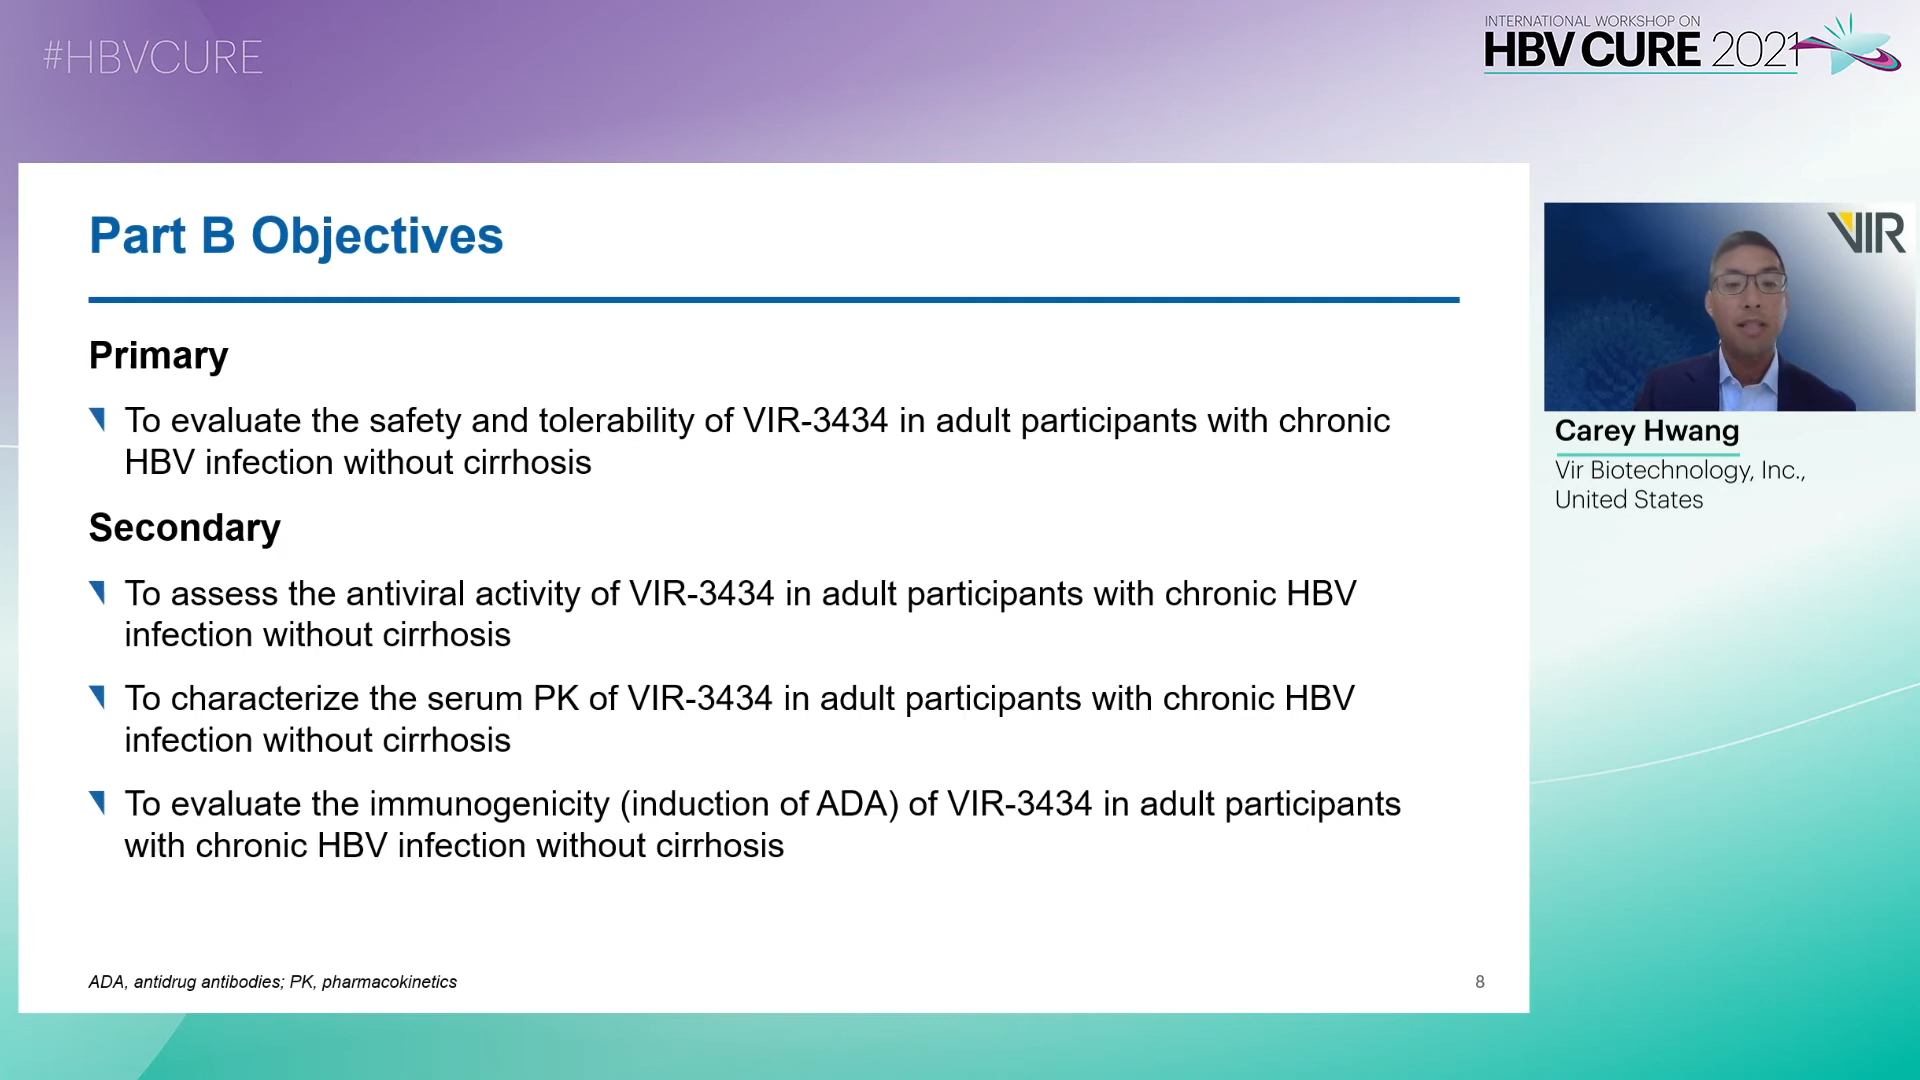 #HBVCURE
INTERNATIONAL WORKSHOP ON
HBV CURE 2021
Part B Objectives
Primary
To evaluate the safety and tolerability of VIR-3434 in adult participants with chronic
HBV infection without cirrhosis
Secondary
To assess the antiviral activity of VIR-3434 in adult participants with chronic HBV
infection without cirrhosis
To characterize the serum PK of VIR-3434 in adult participants with chronic HBV
infection without cirrhosis
To evaluate the immunogenicity (induction of ADA) of VIR-3434 in adult participants
with chronic HBV infection without cirrhosis
ADA, antidrug antibodies; PK, pharmacokinetics
8
VIR
Carey Hwang
Vir Biotechnology, Inc.,
United States